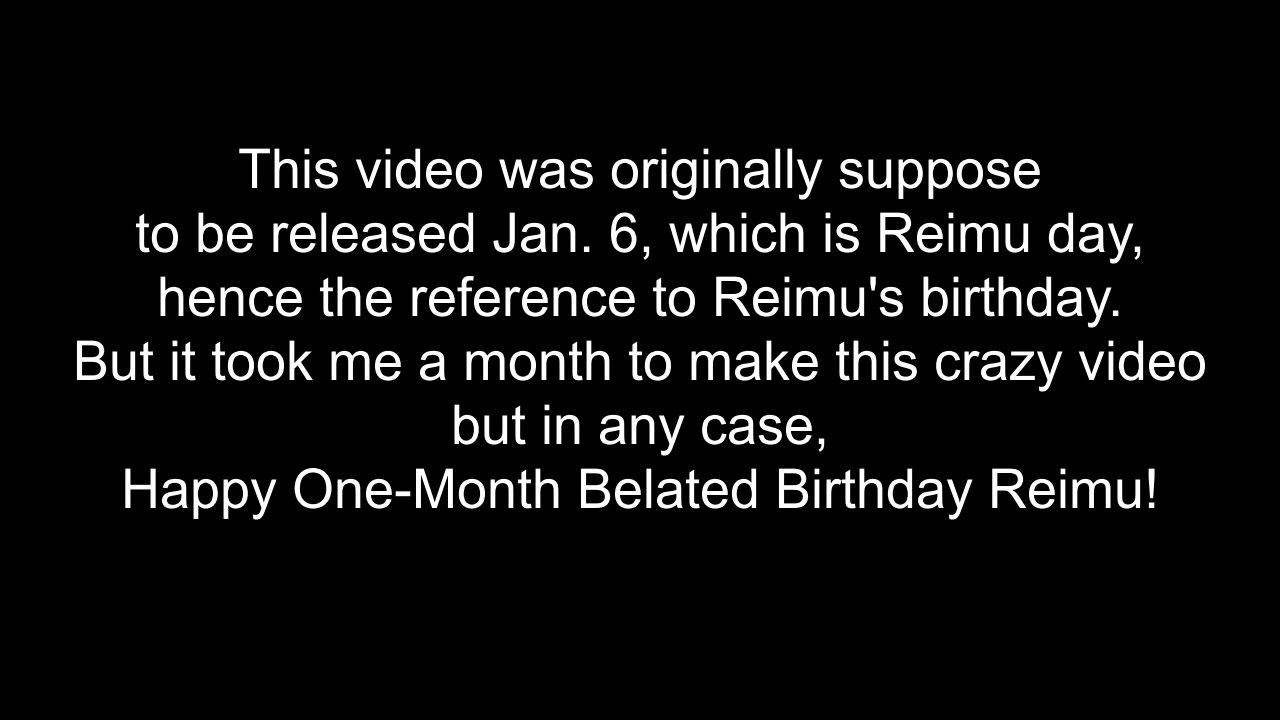 This video was originally suppose
to be released Jan. 6, which is Reimu day,
hence the reference to Reimu's birthday.
But it took me a month to make this crazy video
but in any case,
Happy One-Month Belated Birthday Reimu!